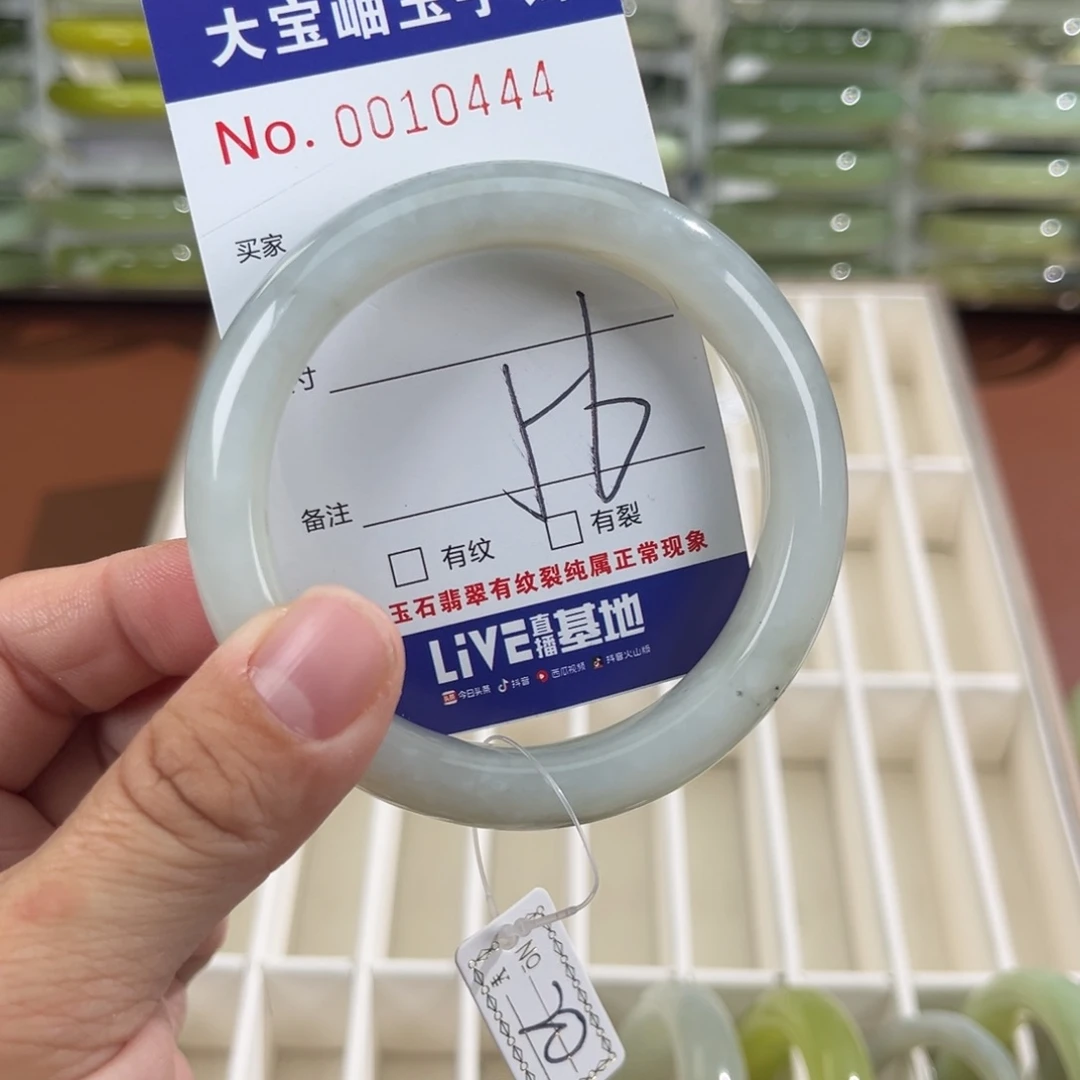 大宝岫玉手
No. 0010444
买家
寸
备注
□ 有纹 □ 有裂
玉石翡翠有纹裂纯属正常现象
LiVE直播基地
今日头条 抖音 西瓜视频 抖音火山版
No